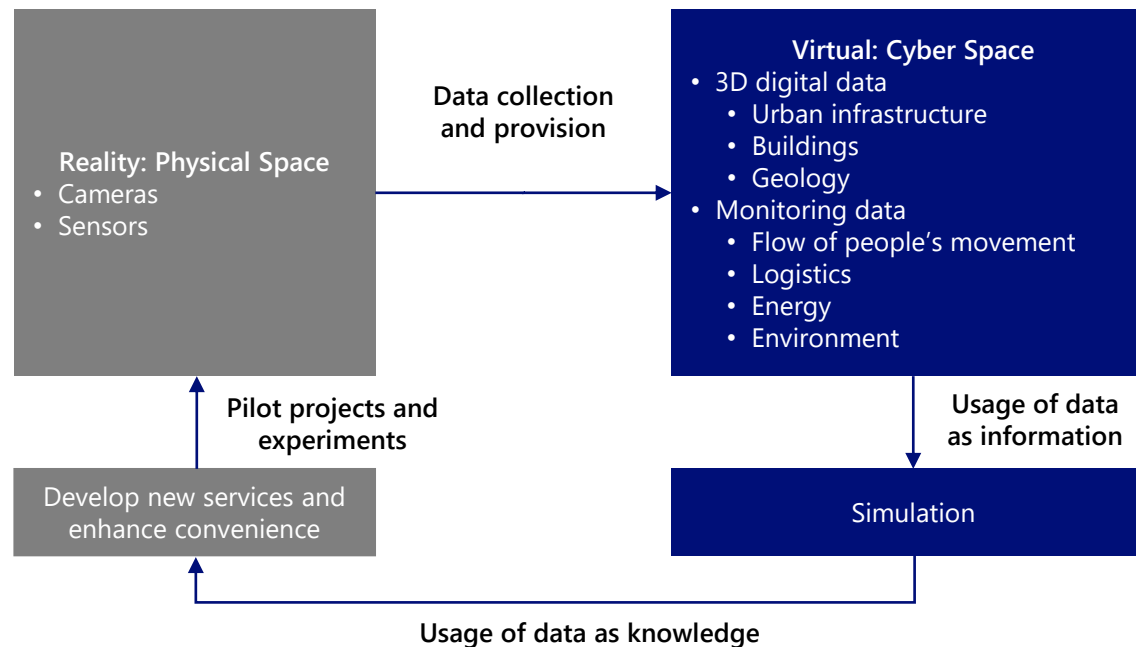 Reality: Physical Space
• Cameras
• Sensors
Data collection
and provision
Virtual: Cyber Space
• 3D digital data
• Urban infrastructure
• Buildings
• Geology
• Monitoring data
• Flow of people’s movement
• Logistics
• Energy
• Environment
Usage of data
as information
Simulation
Usage of data as knowledge
Develop new services and
enhance convenience
Pilot projects and
experiments